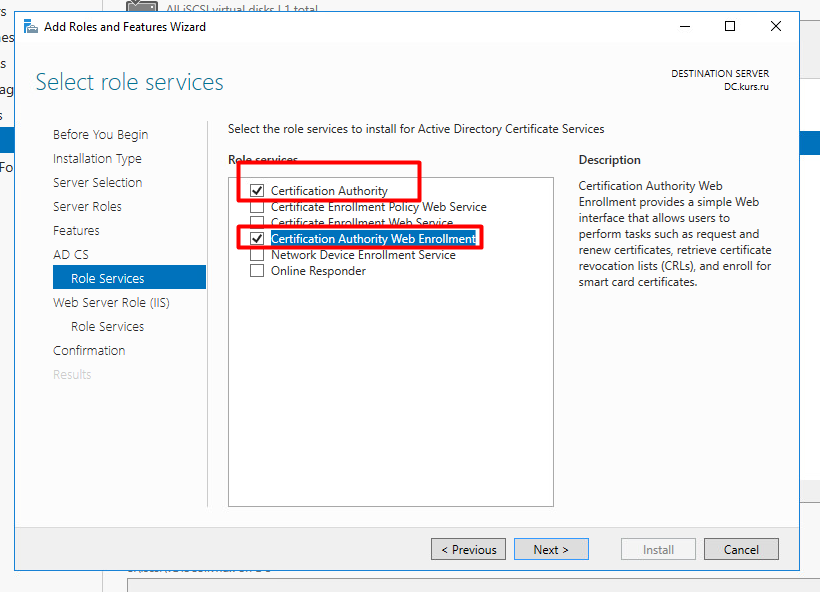 All iSCSI virtual disks | 1 total
Add Roles and Features Wizard
Select role services
DESTINATION SERVER
DC.kurs.ru
Before You Begin
Installation Type
Server Selection
Server Roles
Features
AD CS
Role Services
Web Server Role (IIS)
Role Services
Confirmation
Results
Select the role services to install for Active Directory Certificate Services
Role services
Certification Authority
Certificate Enrollment Policy Web Service
Certificate Enrollment Web Service
Certification Authority Web Enrollment
Network Device Enrollment Service
Online Responder
Description
Certification Authority Web
Enrollment provides a simple Web
interface that allows users to
perform tasks such as request and
renew certificates, retrieve certificate
revocation lists (CRLs), and enroll for
smart card certificates.
< Previous
Next >
Install
Cancel